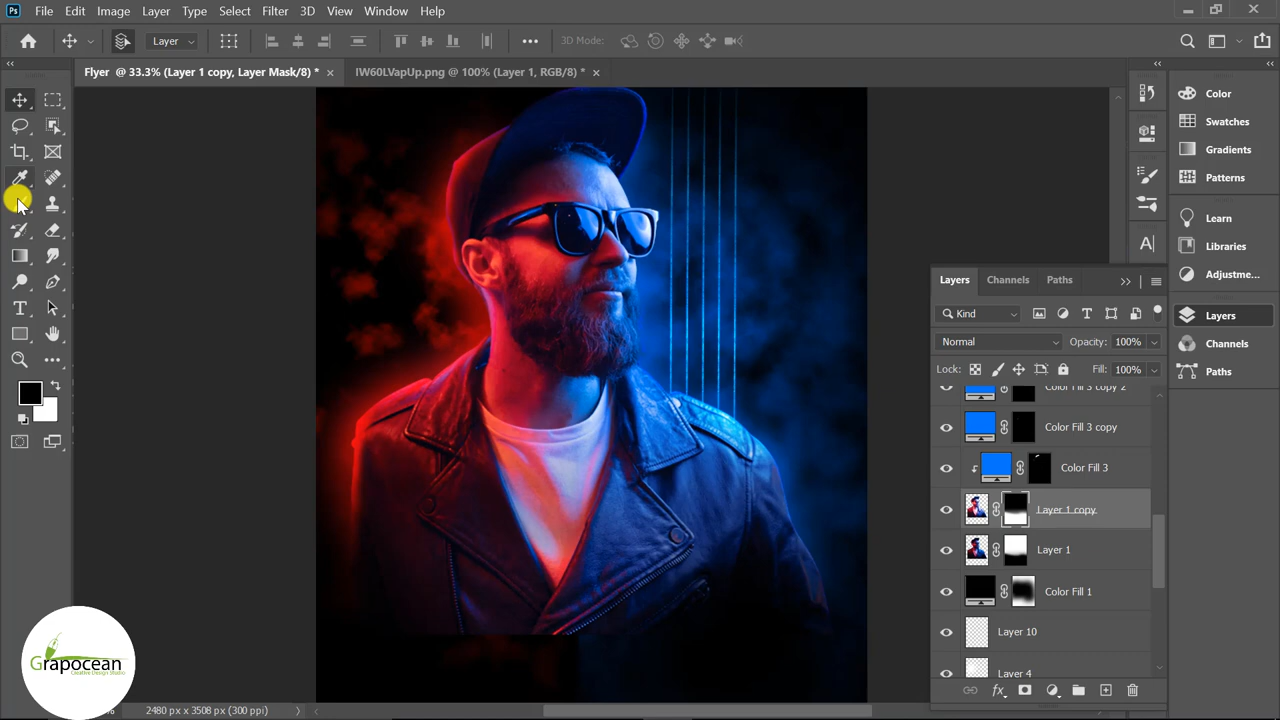 Ps File Edit Image Layer Type Select Filter 3D View Window Help
Layer 3D Mode:
Flyer @ 33.3% (Layer 1 copy, Layer Mask/8) * × IW60LVapUp.png @ 100% (Layer 1, RGB/8) * ×
Color
Swatches
Gradients
Patterns
Learn
Libraries
Adjustme...
Layers
Channels
Paths
Layers Channels Paths
Kind
Normal Opacity: 100%
Lock: Fill: 100%
Color Fill 3 copy 2
Color Fill 3 copy
Color Fill 3
Layer 1 copy
Layer 1
Color Fill 1
Layer 10
Layer 4
fx
Grapocean
Creative Design Studio
2480 px x 3508 px (300 ppi)